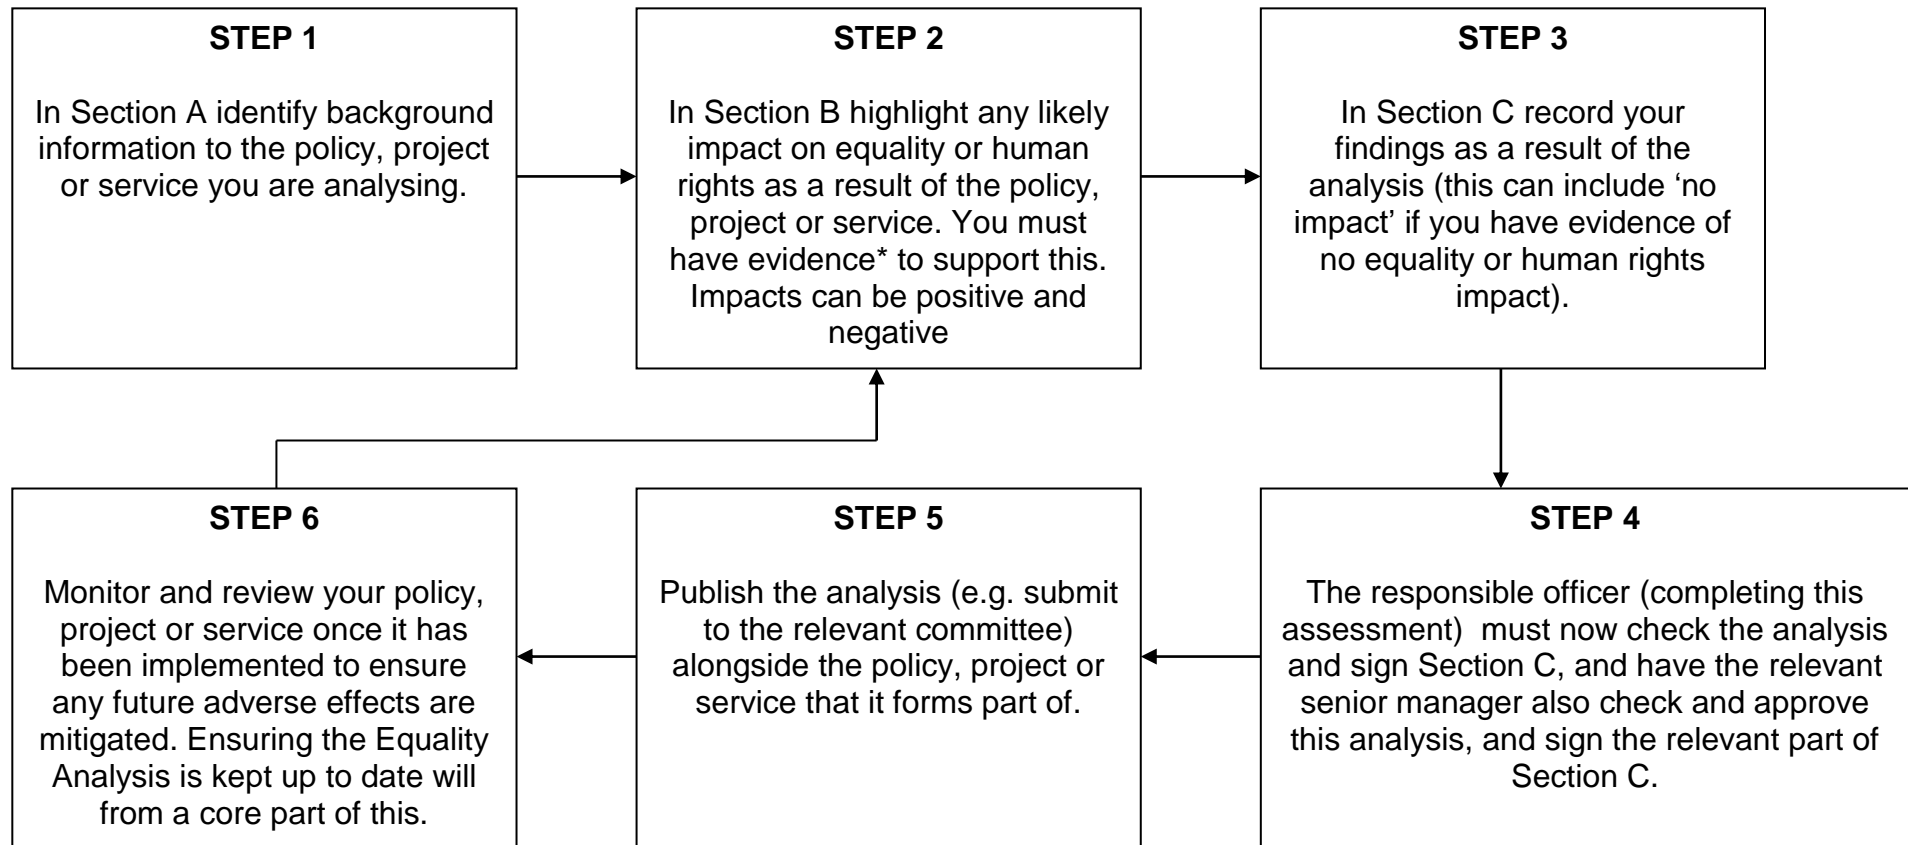 STEP 1
In Section A identify background
information to the policy, project
or service you are analysing.
STEP 2
In Section B highlight any likely
impact on equality or human
rights as a result of the policy,
project or service. You must
have evidence* to support this.
Impacts can be positive and
negative
STEP 3
In Section C record your
findings as a result of the
analysis (this can include ‘no
impact’ if you have evidence of
no equality or human rights
impact).
STEP 4
The responsible officer (completing this
assessment)  must now check the analysis
and sign Section C, and have the relevant
senior manager also check and approve
this analysis, and sign the relevant part of
Section C.
STEP 5
Publish the analysis (e.g. submit
to the relevant committee)
alongside the policy, project or
service that it forms part of.
STEP 6
Monitor and review your policy,
project or service once it has
been implemented to ensure
any future adverse effects are
mitigated. Ensuring the Equality
Analysis is kept up to date will
from a core part of this.